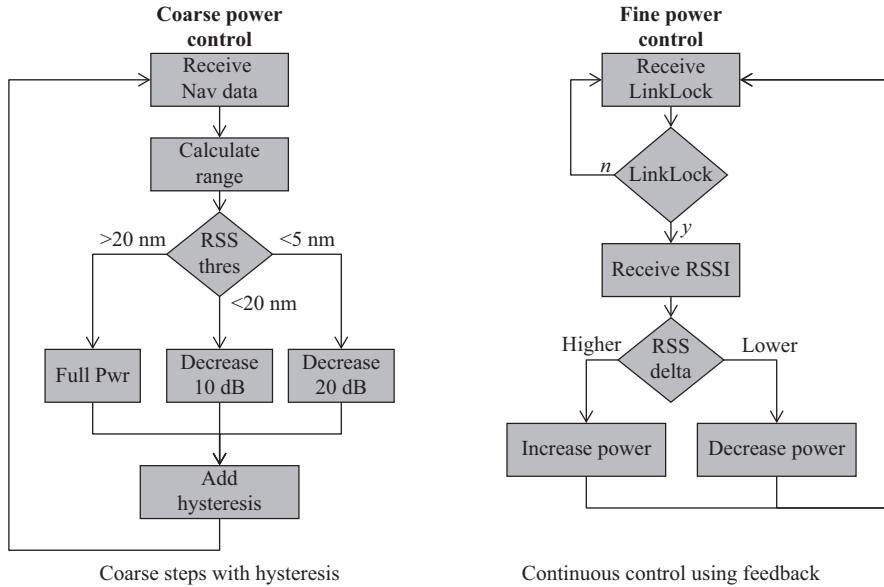 Coarse power
control
Receive
Nav data
Calculate
range
>20 nm
RSS
thres
<5 nm
<20 nm
Full Pwr
Decrease
10 dB
Decrease
20 dB
Add
hysteresis
Coarse steps with hysteresis
Fine power
control
Receive
LinkLock
n
LinkLock
y
Receive RSSI
Higher
RSS
delta
Lower
Increase power
Decrease power
Continuous control using feedback